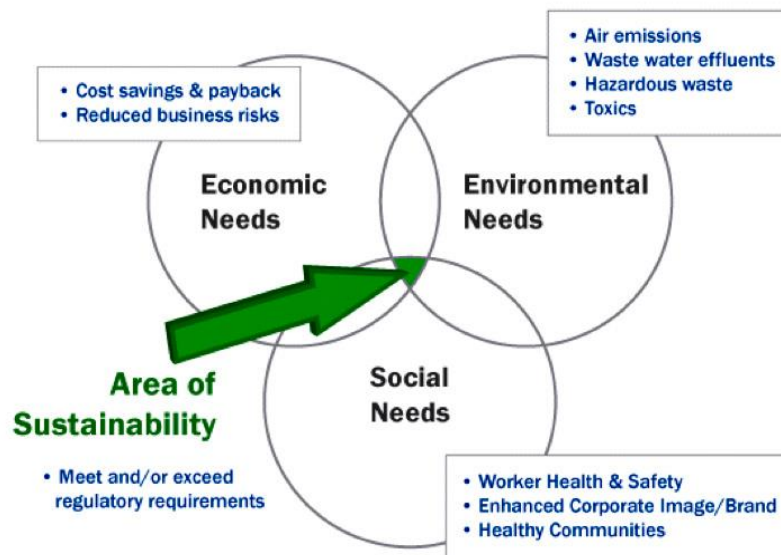 • Air emissions
• Waste water effluents
• Hazardous waste
• Toxics
• Cost savings & payback
• Reduced business risks
Economic
Needs
Environmental
Needs
Social
Needs
Area of
Sustainability
• Meet and/or exceed
regulatory requirements
• Worker Health & Safety
• Enhanced Corporate Image/Brand
• Healthy Communities